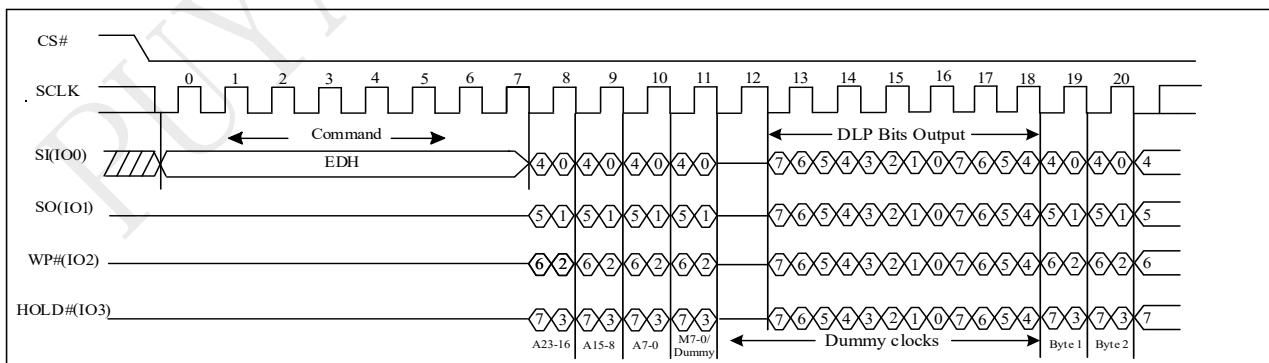 PUYA
CS#
0 1 2 3 4 5 6 7 8 9 10 11 12 13 14 15 16 17 18 19 20
SCLK
Command
DLP Bits Output
SI(IO0) EDH 4 0 4 0 4 0 4 0 7 6 5 4 3 2 1 0 7 6 5 4 4 0 4 0 4
SO(IO1) 5 1 5 1 5 1 5 1 7 6 5 4 3 2 1 0 7 6 5 4 5 1 5 1 5
WP#(IO2) 6 2 6 2 6 2 6 2 7 6 5 4 3 2 1 0 7 6 5 4 6 2 6 2 6
HOLD#(IO3) 7 3 7 3 7 3 7 3 7 6 5 4 3 2 1 0 7 6 5 4 7 3 7 3 7
A23-16 A15-8 A7-0 M7-0/ Dummy Dummy clocks Byte 1 Byte 2